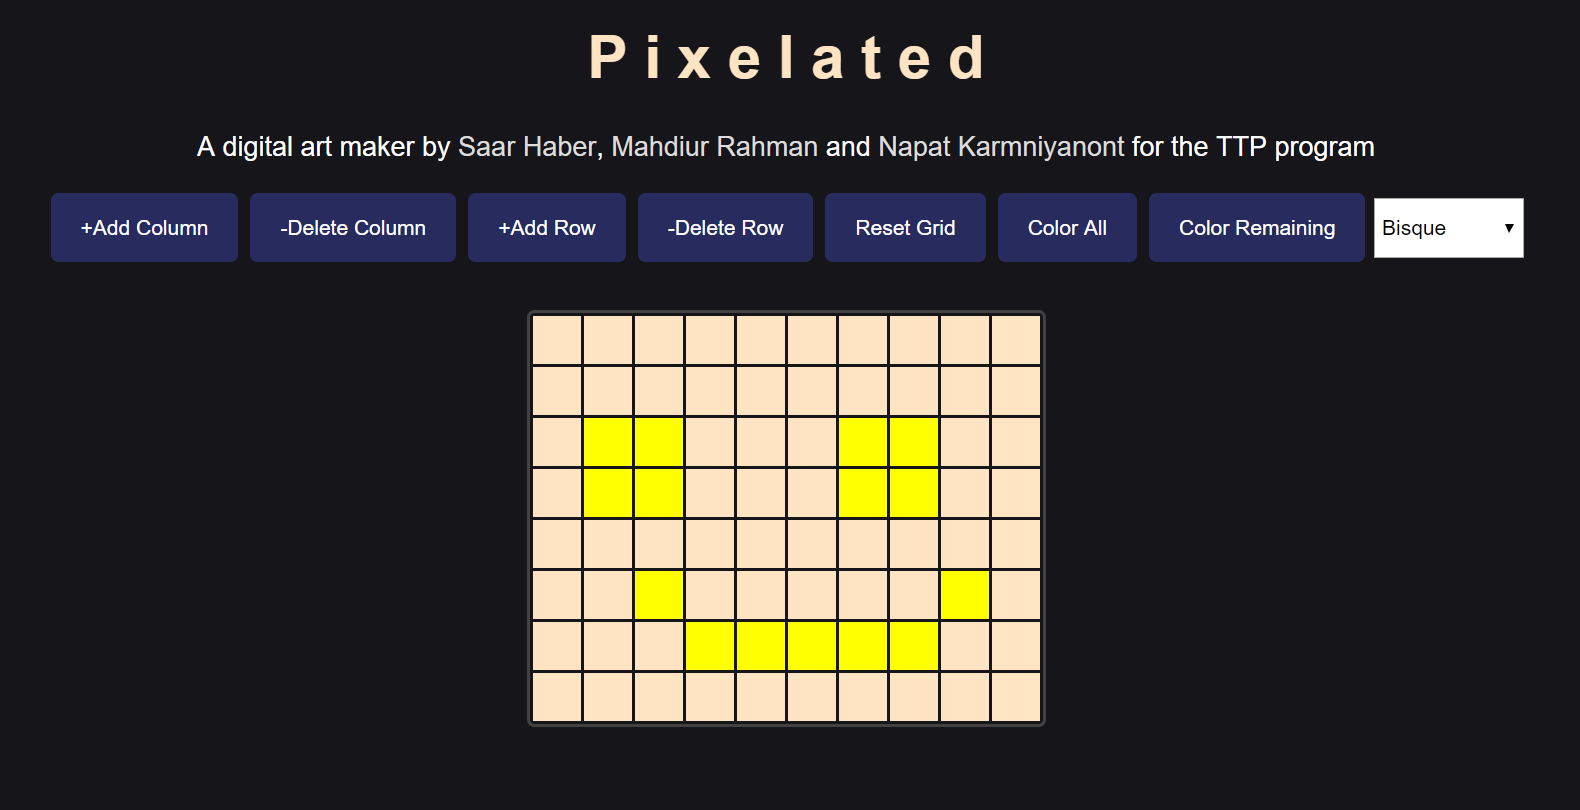 Pixelated
A digital art maker by Saar Haber, Mahdiur Rahman and Napat Karmniyanont for the TTP program
+Add Column -Delete Column +Add Row -Delete Row Reset Grid Color All Color Remaining Bisque